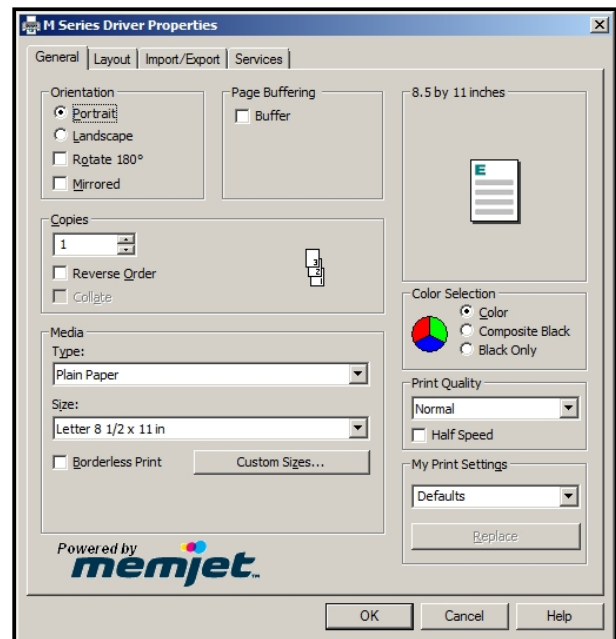 M Series Driver Properties
General Layout Import/Export Services
Orientation
Portrait
Landscape
Rotate 180°
Mirrored
Page Buffering
Buffer
8.5 by 11 inches
E
Copies
1
Reverse Order
Collate
3
2
1
Color Selection
Color
Composite Black
Black Only
Media
Type:
Plain Paper
Size:
Letter 8 1/2 x 11 in
Borderless Print
Custom Sizes...
Print Quality
Normal
Half Speed
My Print Settings
Defaults
Replace
Powered by
memjet™
OK Cancel Help